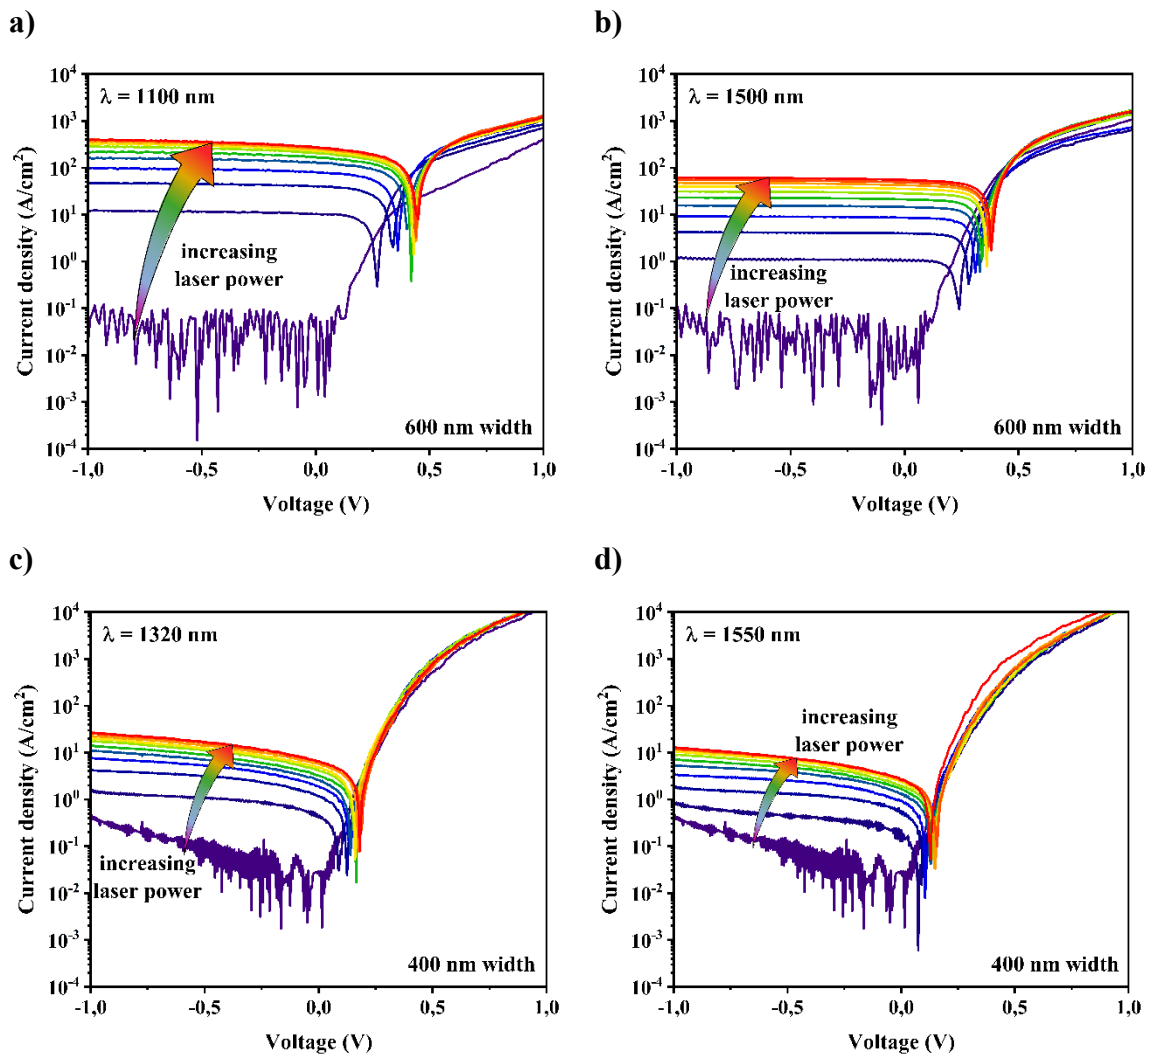 a)
λ = 1100 nm
increasing
laser power
600 nm width
10⁴
10³
10²
10¹
10⁰
10⁻¹
10⁻²
10⁻³
10⁻⁴
Current density (A/cm²)
-1,0
-0,5
0,0
0,5
1,0
Voltage (V)
b)
λ = 1500 nm
increasing
laser power
600 nm width
10⁴
10³
10²
10¹
10⁰
10⁻¹
10⁻²
10⁻³
10⁻⁴
Current density (A/cm²)
-1,0
-0,5
0,0
0,5
1,0
Voltage (V)
c)
λ = 1320 nm
increasing
laser power
400 nm width
10⁴
10³
10²
10¹
10⁰
10⁻¹
10⁻²
10⁻³
10⁻⁴
Current density (A/cm²)
-1,0
-0,5
0,0
0,5
1,0
Voltage (V)
d)
λ = 1550 nm
increasing
laser power
400 nm width
10⁴
10³
10²
10¹
10⁰
10⁻¹
10⁻²
10⁻³
10⁻⁴
Current density (A/cm²)
-1,0
-0,5
0,0
0,5
1,0
Voltage (V)